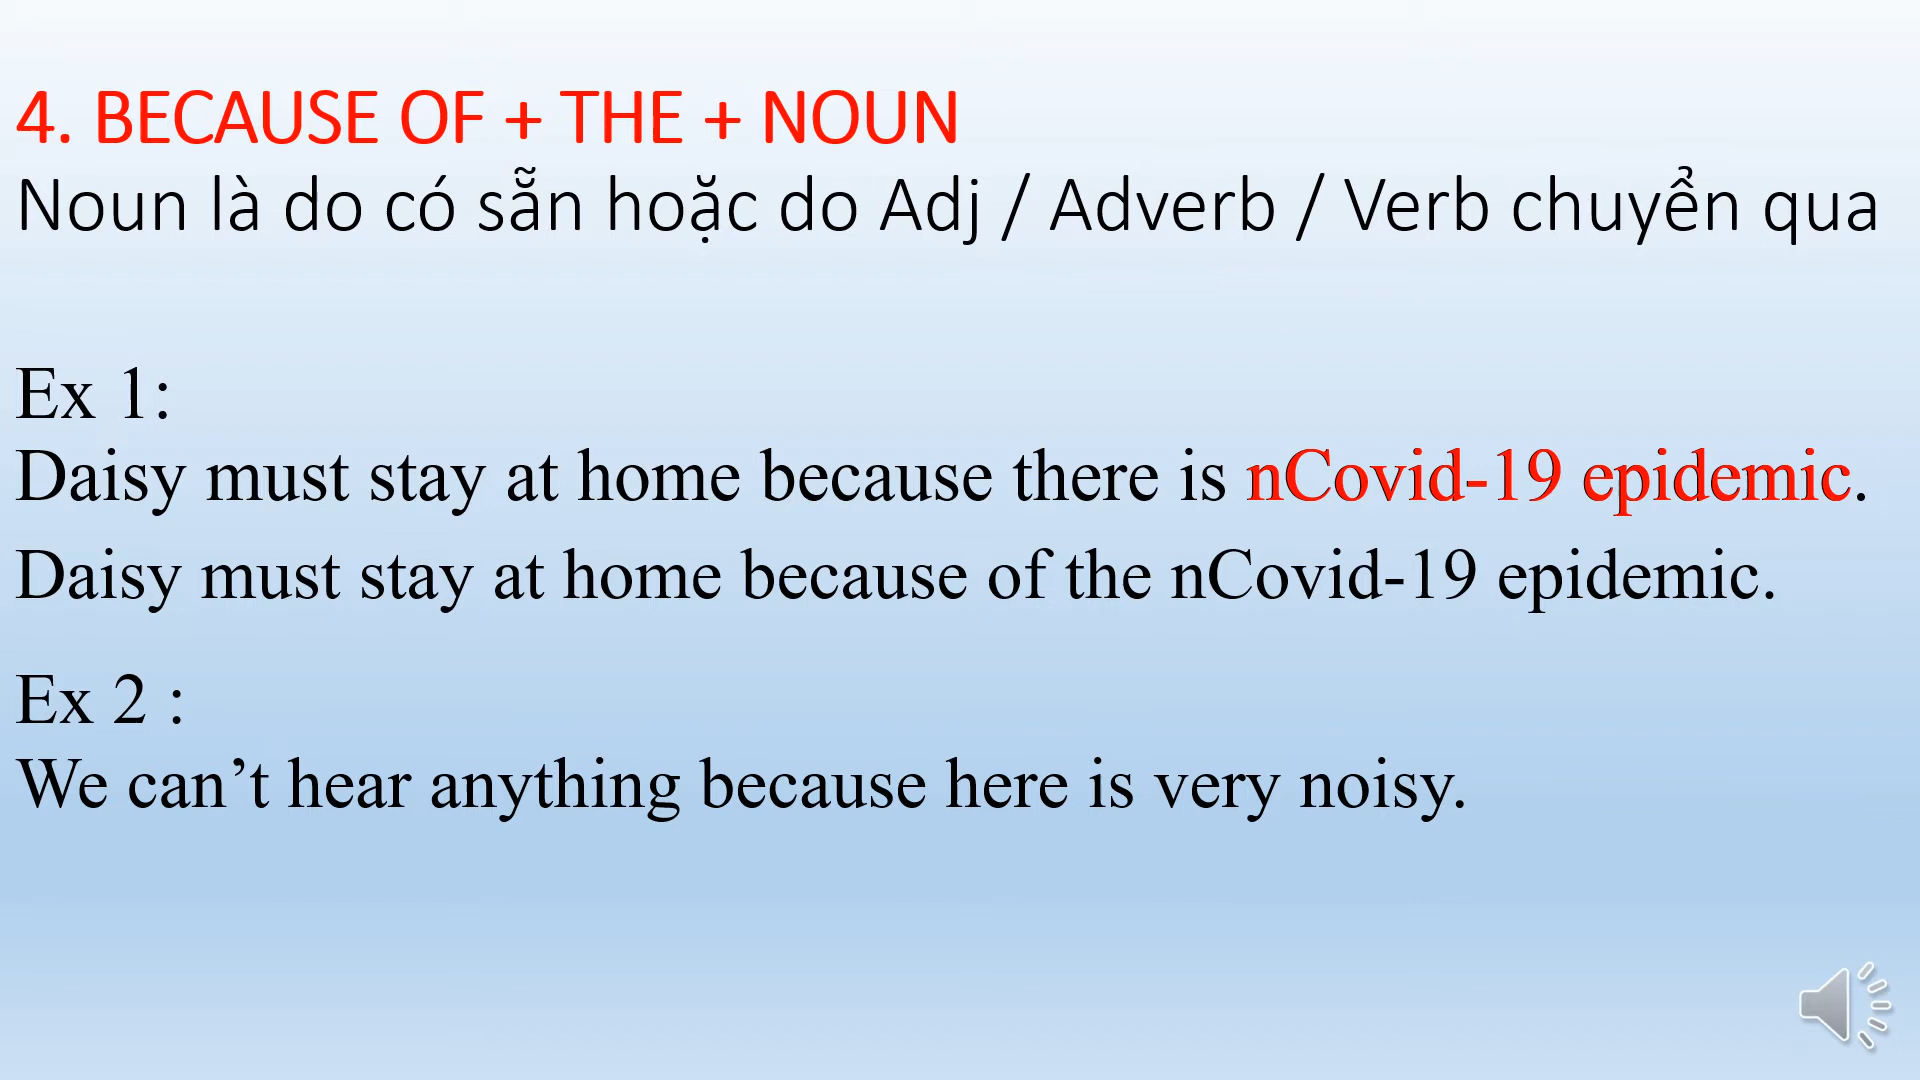 4. BECAUSE OF + THE + NOUN
Noun là do có sẵn hoặc do Adj / Adverb / Verb chuyển qua
Ex 1:
Daisy must stay at home because there is nCovid-19 epidemic.
Daisy must stay at home because of the nCovid-19 epidemic.
Ex 2 :
We can’t hear anything because here is very noisy.